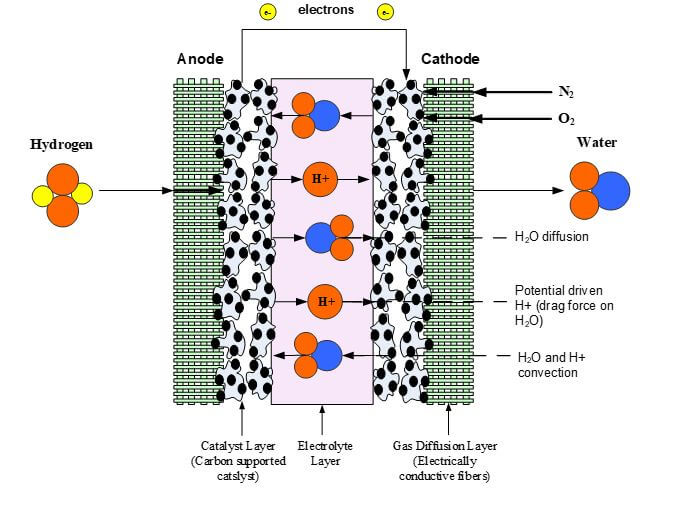 electrons
e-
e-
Anode
Cathode
N2
O2
Hydrogen
Water
H+
H2O diffusion
Potential driven
H+ (drag force on
H2O)
H+
H2O and H+
convection
Catalyst Layer
(Carbon supported
catslyst)
Electrolyte
Layer
Gas Diffusion Layer
(Electrically
conductive fibers)